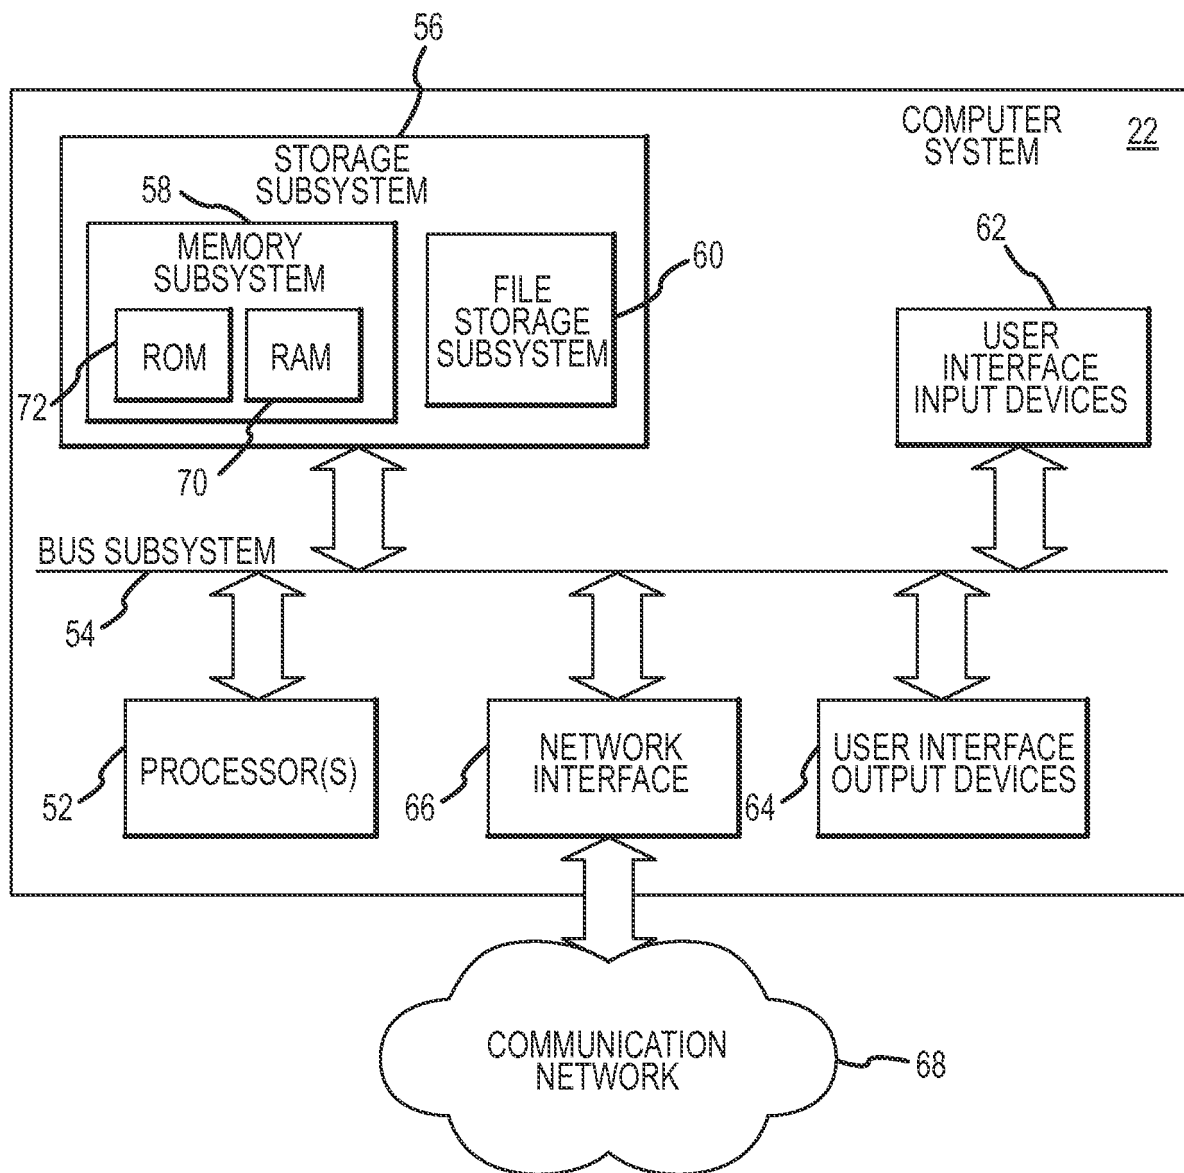 56
COMPUTER
SYSTEM
22
STORAGE
SUBSYSTEM
58
MEMORY
SUBSYSTEM
ROM
RAM
72
70
FILE
STORAGE
SUBSYSTEM
60
62
USER
INTERFACE
INPUT DEVICES
BUS SUBSYSTEM
54
PROCESSOR(S)
52
NETWORK
INTERFACE
66
USER INTERFACE
OUTPUT DEVICES
64
COMMUNICATION
NETWORK
68